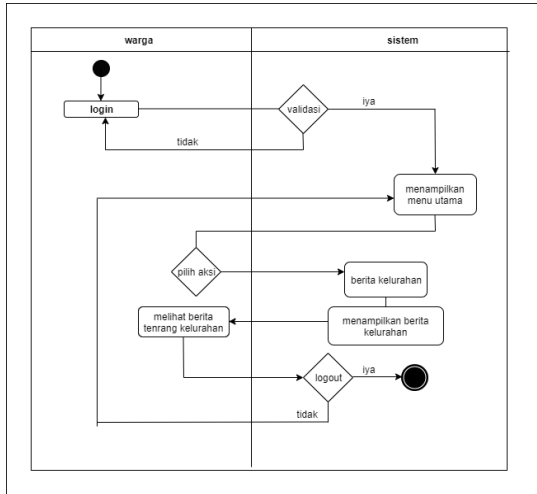 warga
sistem
login
validasi
iya
tidak
menampilkan
menu utama
pilih aksi
berita kelurahan
melihat berita
tenrang kelurahan
menampilkan berita
kelurahan
logout
iya
tidak